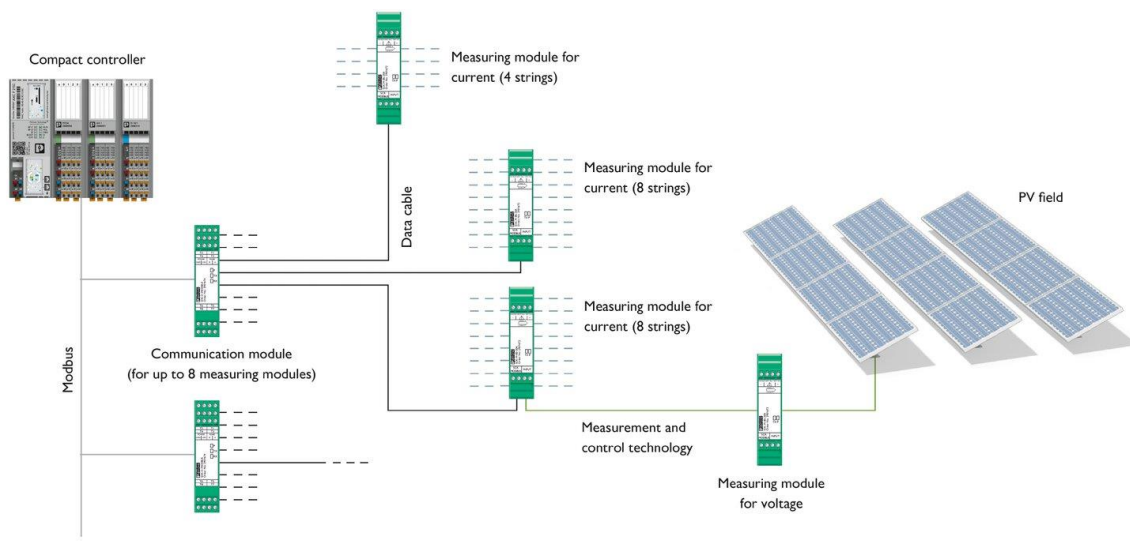 Compact controller
Measuring module for
current (4 strings)
Measuring module for
current (8 strings)
PV field
Data cable
Measuring module for
current (8 strings)
Communication module
(for up to 8 measuring modules)
Modbus
Measurement and
control technology
Measuring module
for voltage